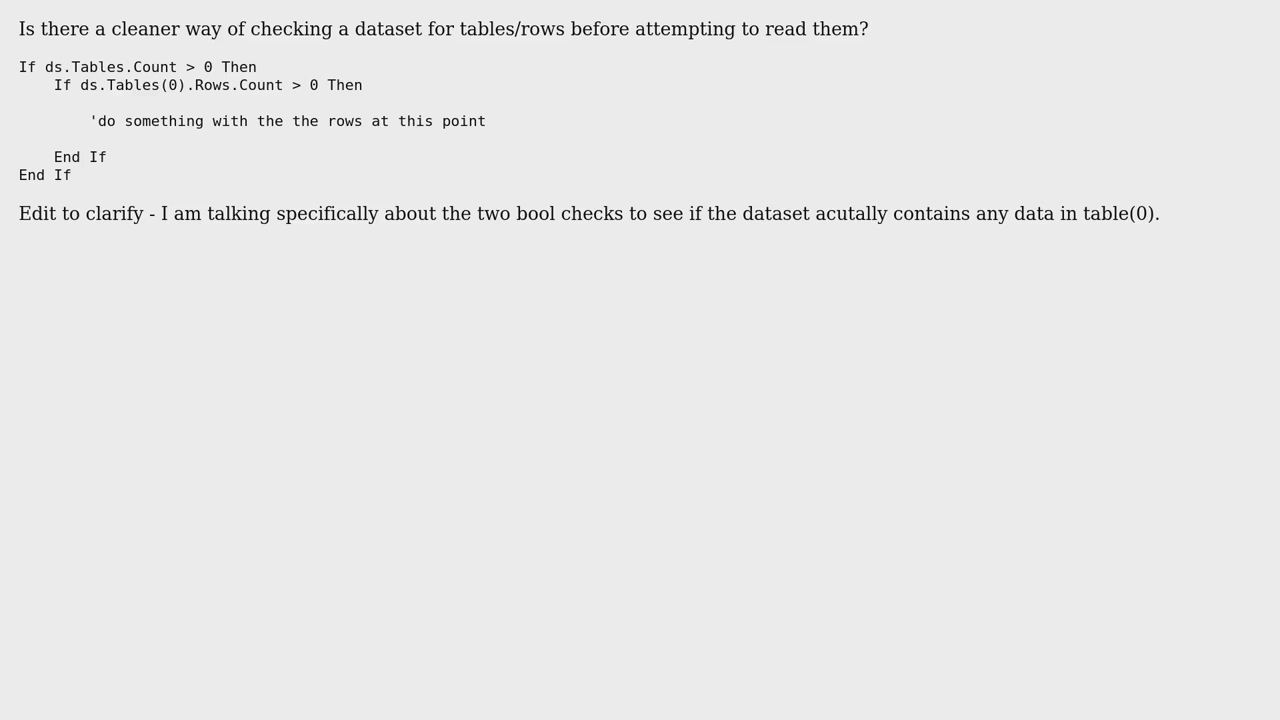 Is there a cleaner way of checking a dataset for tables/rows before attempting to read them?
If ds.Tables.Count > 0 Then
    If ds.Tables(0).Rows.Count > 0 Then
        'do something with the the rows at this point
    End If
End If
Edit to clarify - I am talking specifically about the two bool checks to see if the dataset acutally contains any data in table(0).